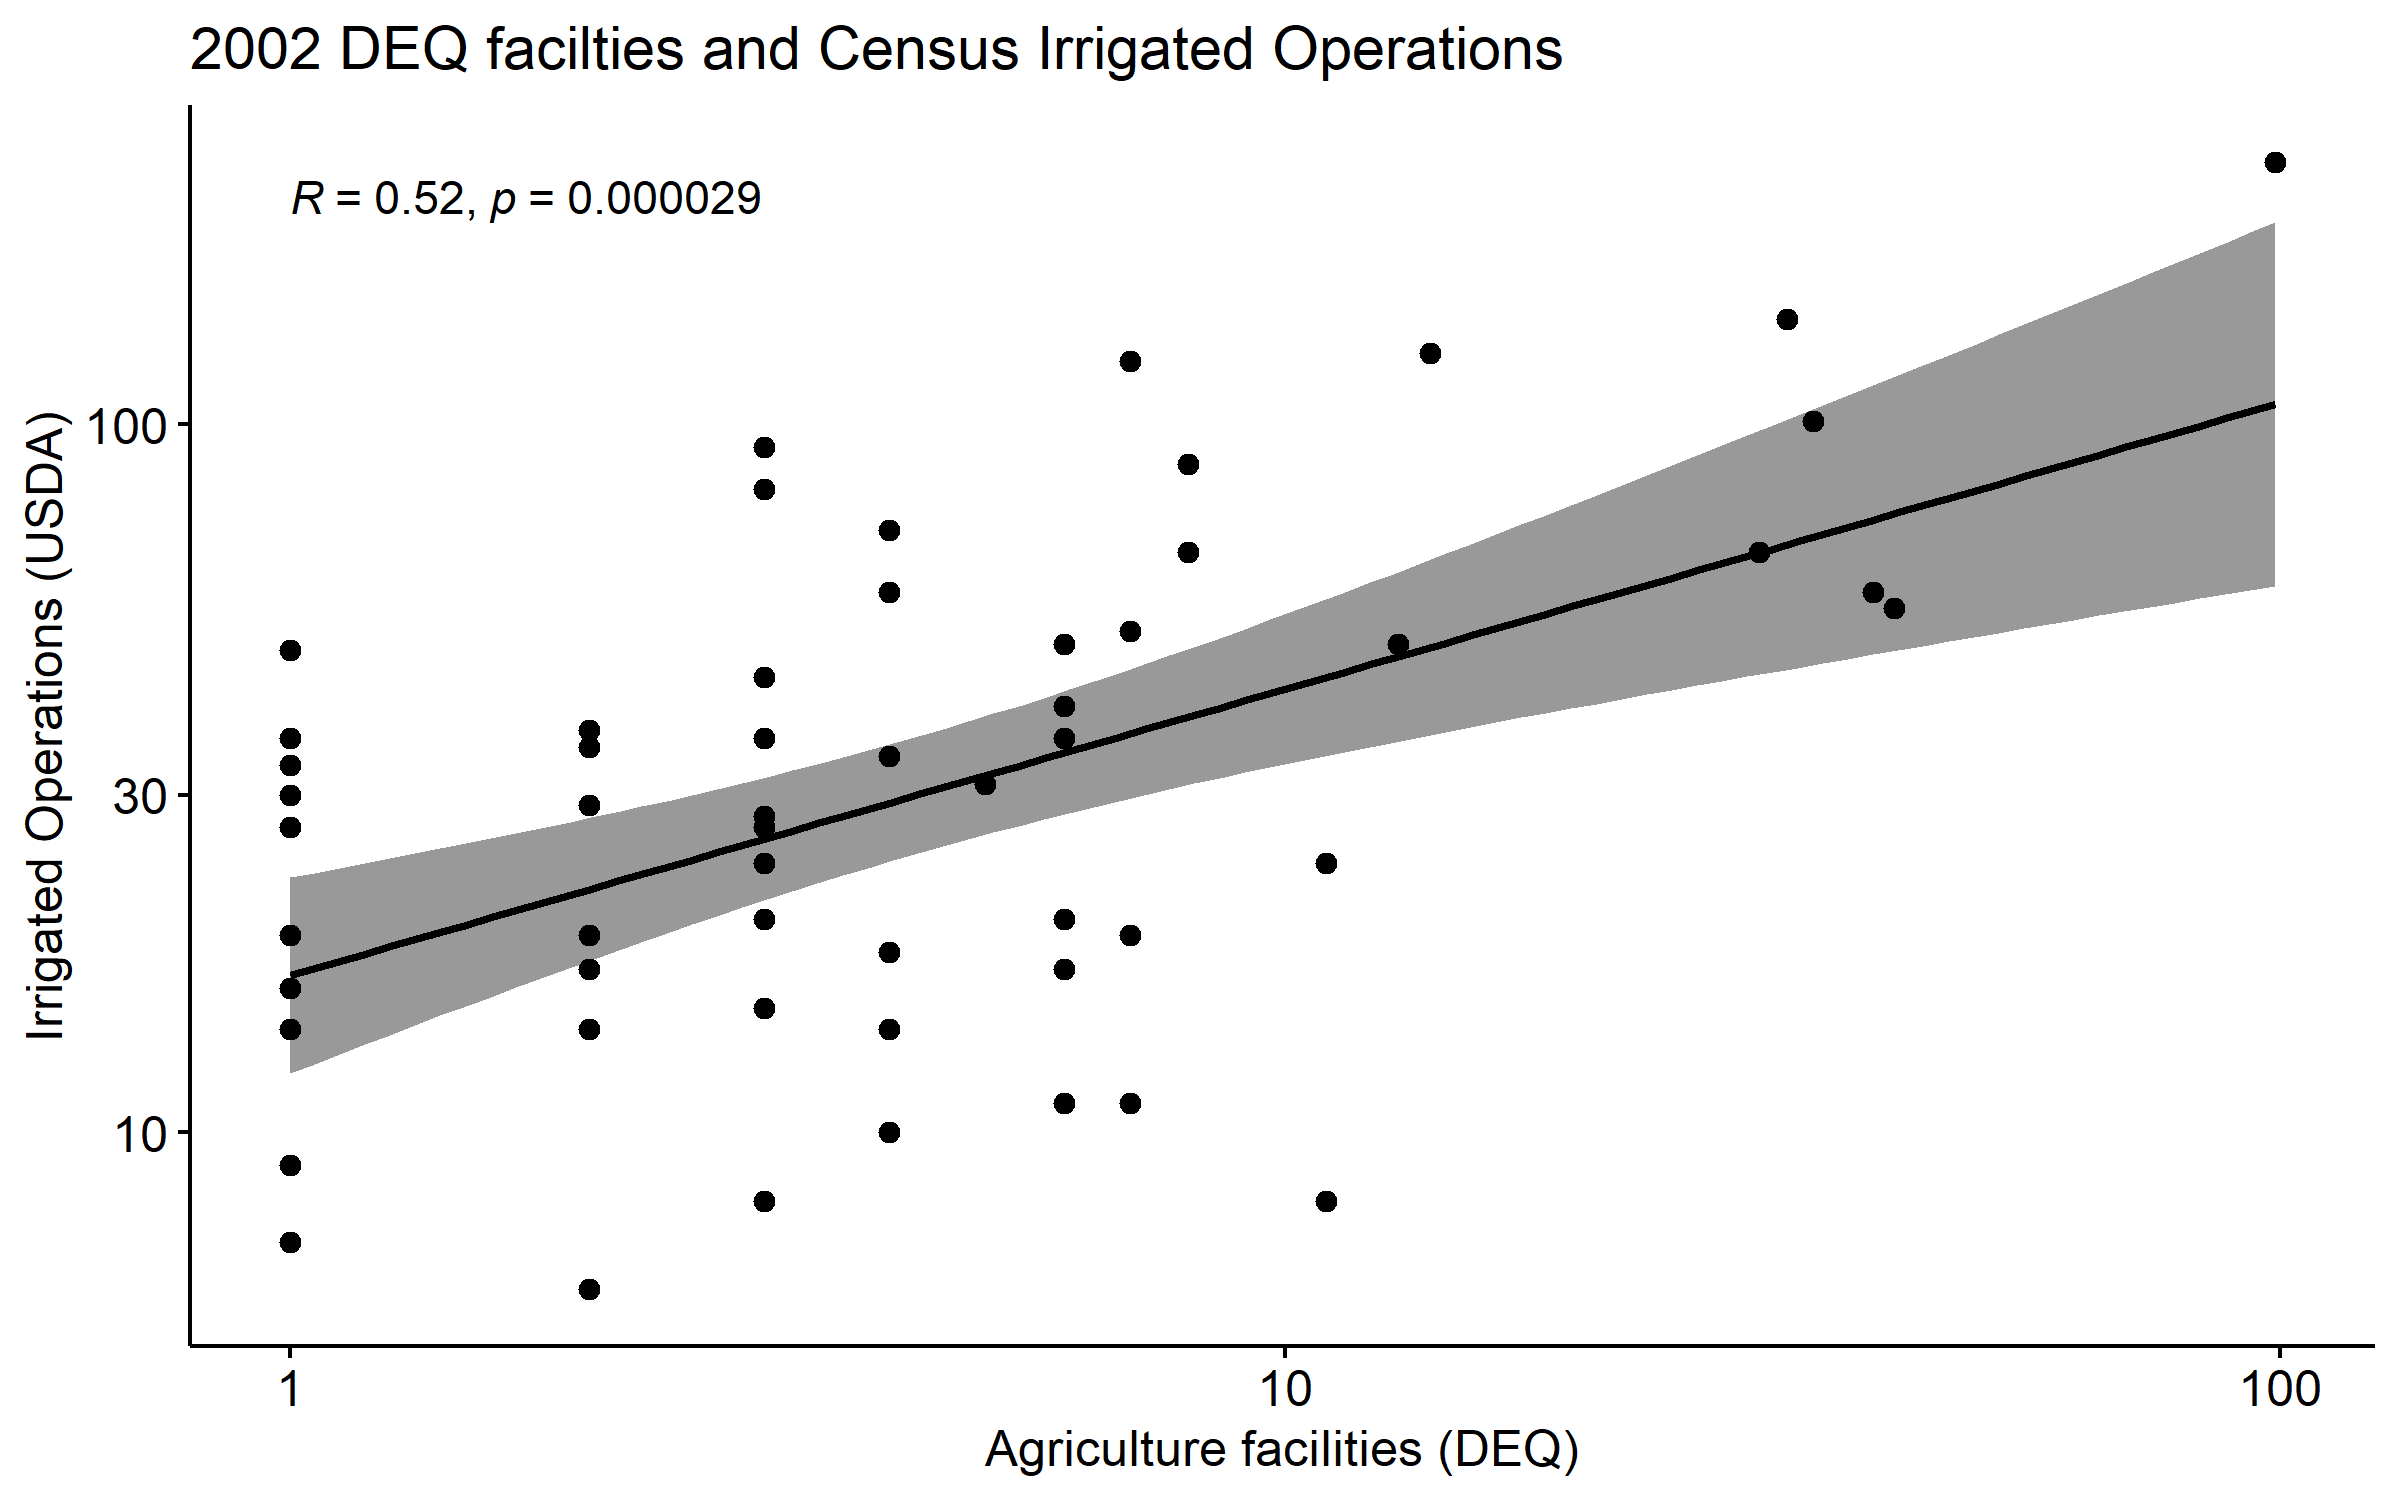 2002 DEQ facilties and Census Irrigated Operations
R = 0.52, p = 0.000029
Irrigated Operations (USDA)
100
30
10
1
10
100
Agriculture facilities (DEQ)